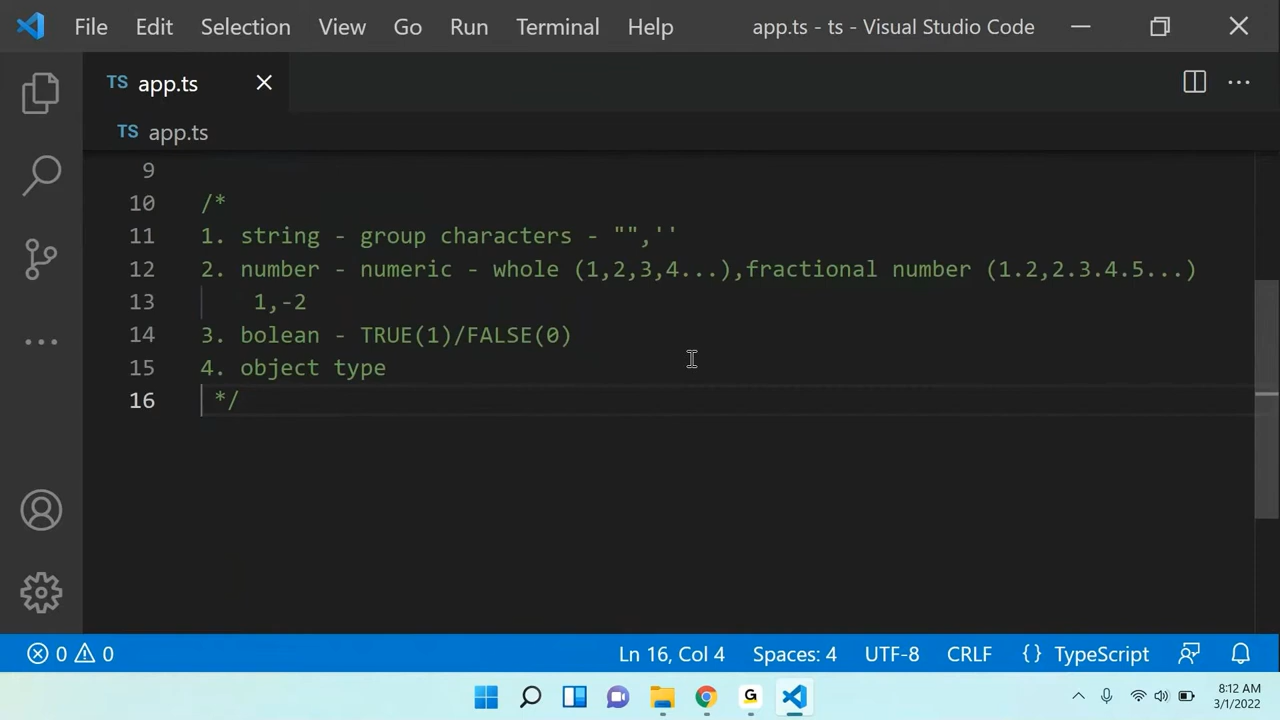 File Edit Selection View Go Run Terminal Help app.ts - ts - Visual Studio Code
TS app.ts
TS app.ts
9
10 /*
11 1. string - group characters - "",''
12 2. number - numeric - whole (1,2,3,4...),fractional number (1.2,2.3.4.5...)
13 1,-2
14 3. bolean - TRUE(1)/FALSE(0)
15 4. object type
16 */
0 0 Ln 16, Col 4 Spaces: 4 UTF-8 CRLF {} TypeScript
G
8:12 AM
3/1/2022